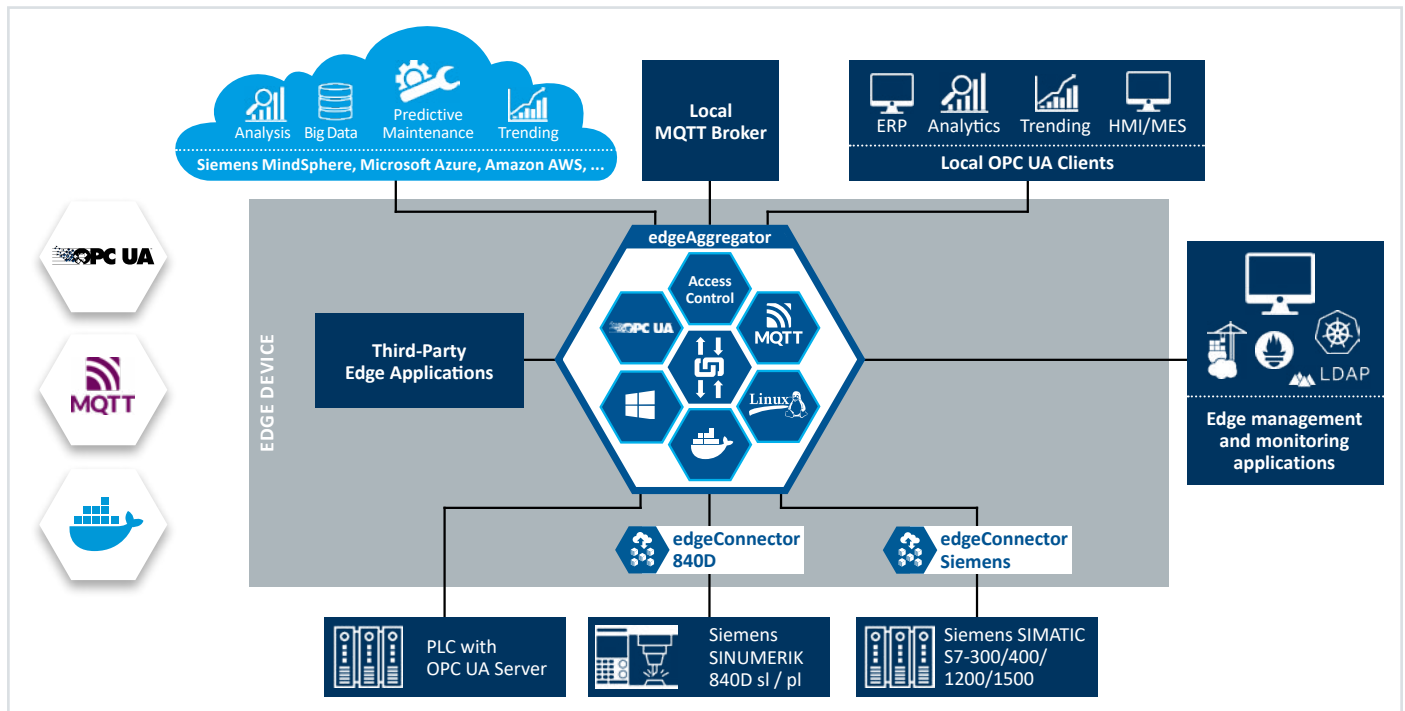 Analysis
Big Data
Predictive
Maintenance
Trending
Siemens MindSphere, Microsoft Azure, Amazon AWS, ...
Local
MQTT Broker
ERP
Analytics
Trending
HMI/MES
Local OPC UA Clients
OPC UA
MQTT
EDGE DEVICE
Third-Party
Edge Applications
edgeAggregator
Access
Control
OPC UA
MQTT
Linux
LDAP
Edge management
and monitoring
applications
edgeConnector
840D
edgeConnector
Siemens
PLC with
OPC UA Server
Siemens
SINUMERIK
840D sl / pl
Siemens SIMATIC
S7-300/400/
1200/1500